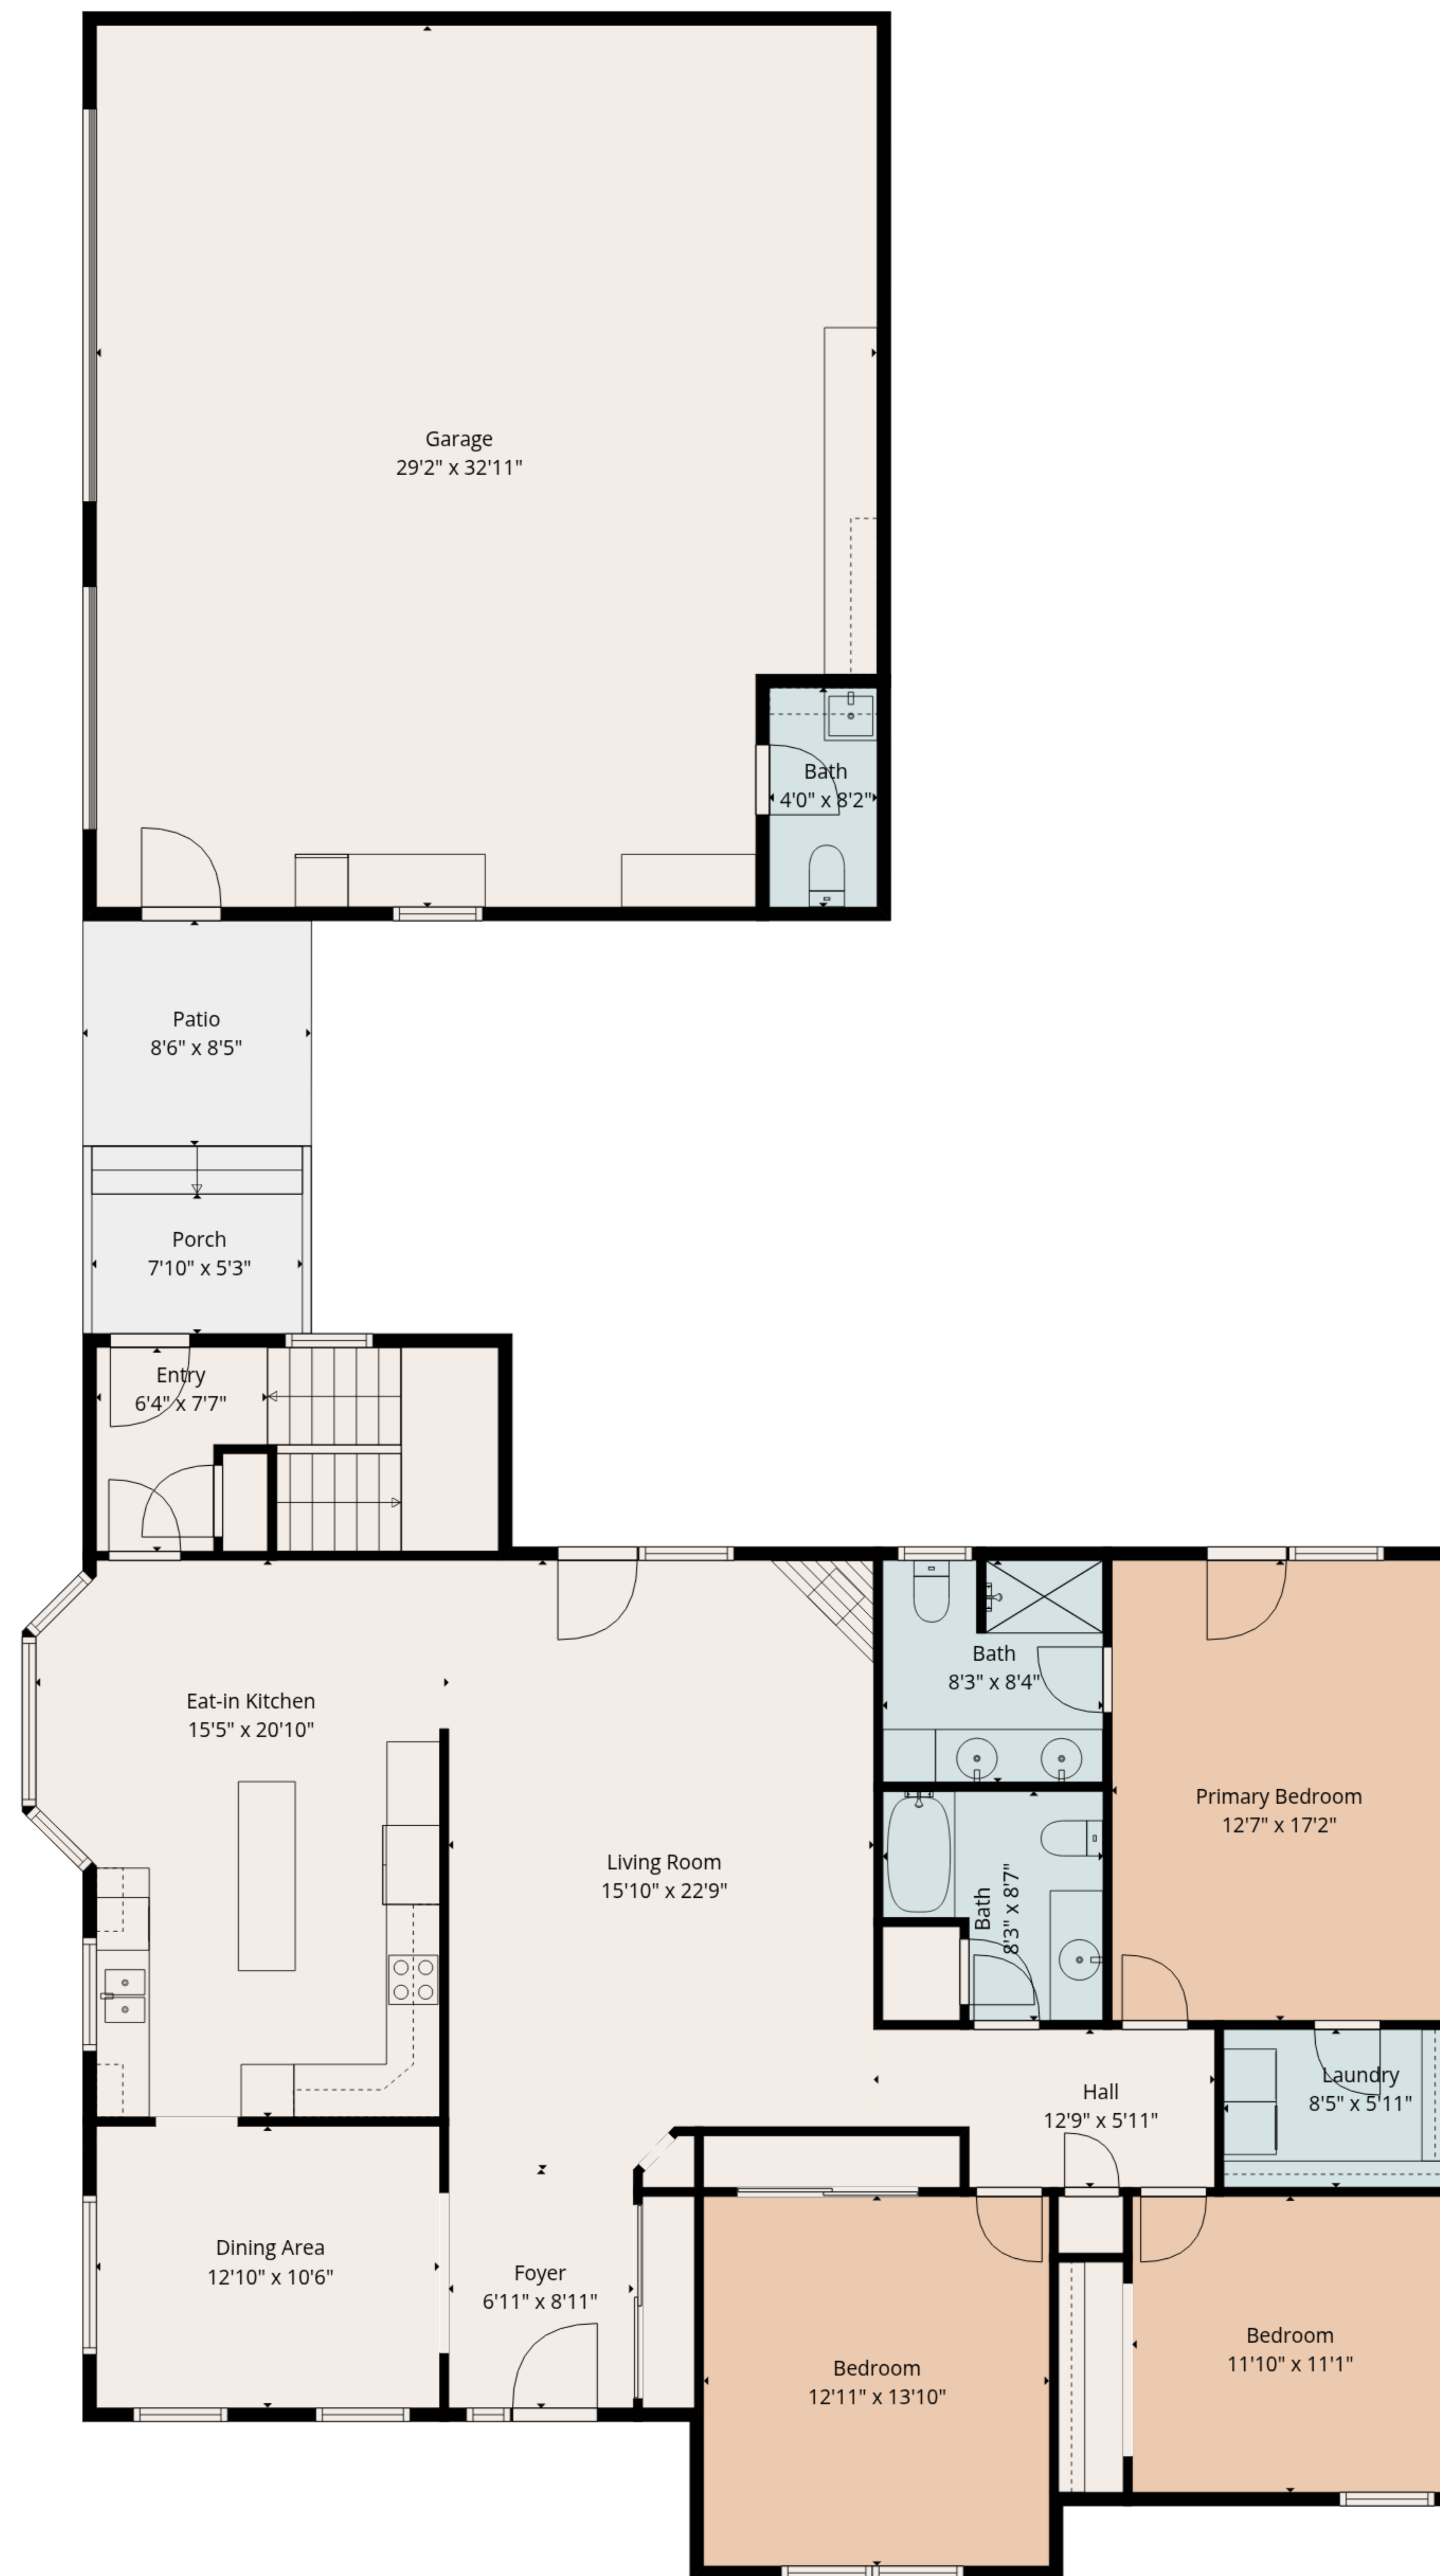 Garage
29'2" x 32'11"
Bath
4'0" x 8'2"
Patio
8'6" x 8'5"
Porch
7'10" x 5'3"
Entry
6'4" x 7'7"
Eat-in Kitchen
15'5" x 20'10"
Bath
8'3" x 8'4"
Primary Bedroom
12'7" x 17'2"
Living Room
15'10" x 22'9"
Bath
8'3" x 8'7"
Hall
12'9" x 5'11"
Laundry
8'5" x 5'11"
Dining Area
12'10" x 10'6"
Foyer
6'11" x 8'11"
Bedroom
12'11" x 13'10"
Bedroom
11'10" x 11'1"